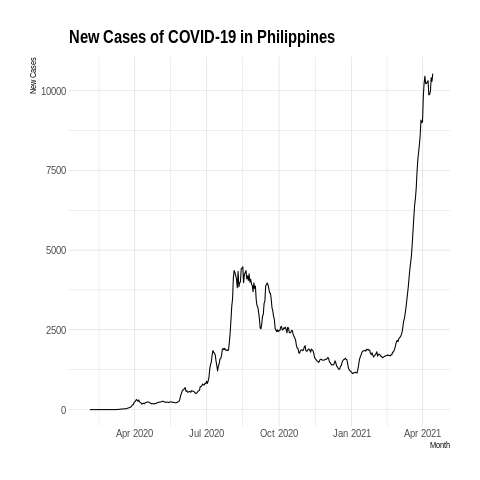 New Cases of COVID-19 in Philippines
New Cases
10000
7500
5000
2500
0
Apr 2020 Jul 2020 Oct 2020 Jan 2021 Apr 2021
Month